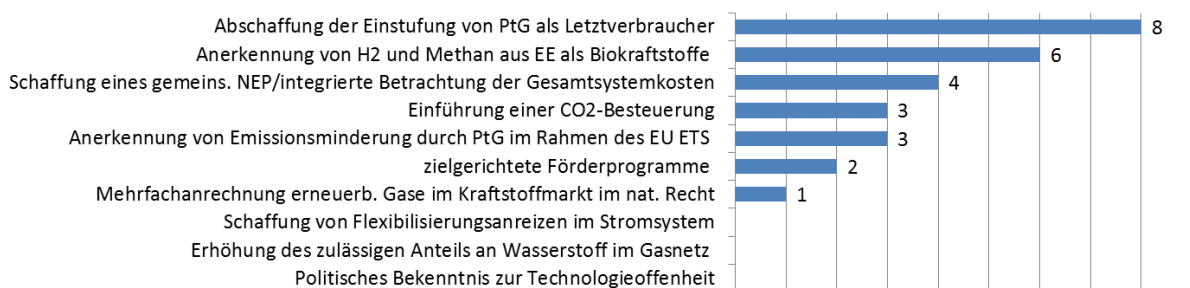 Abschaffung der Einstufung von PtG als Letztverbraucher 8
Anerkennung von H2 und Methan aus EE als Biokraftstoffe 6
Schaffung eines gemeins. NEP/integrierte Betrachtung der Gesamtsystemkosten 4
Einführung einer CO2-Besteuerung 3
Anerkennung von Emissionsminderung durch PtG im Rahmen des EU ETS 3
zielgerichtete Förderprogramme 2
Mehrfachanrechnung erneuerb. Gase im Kraftstoffmarkt im nat. Recht 1
Schaffung von Flexibilisierungsanreizen im Stromsystem
Erhöhung des zulässigen Anteils an Wasserstoff im Gasnetz
Politisches Bekenntnis zur Technologieoffenheit